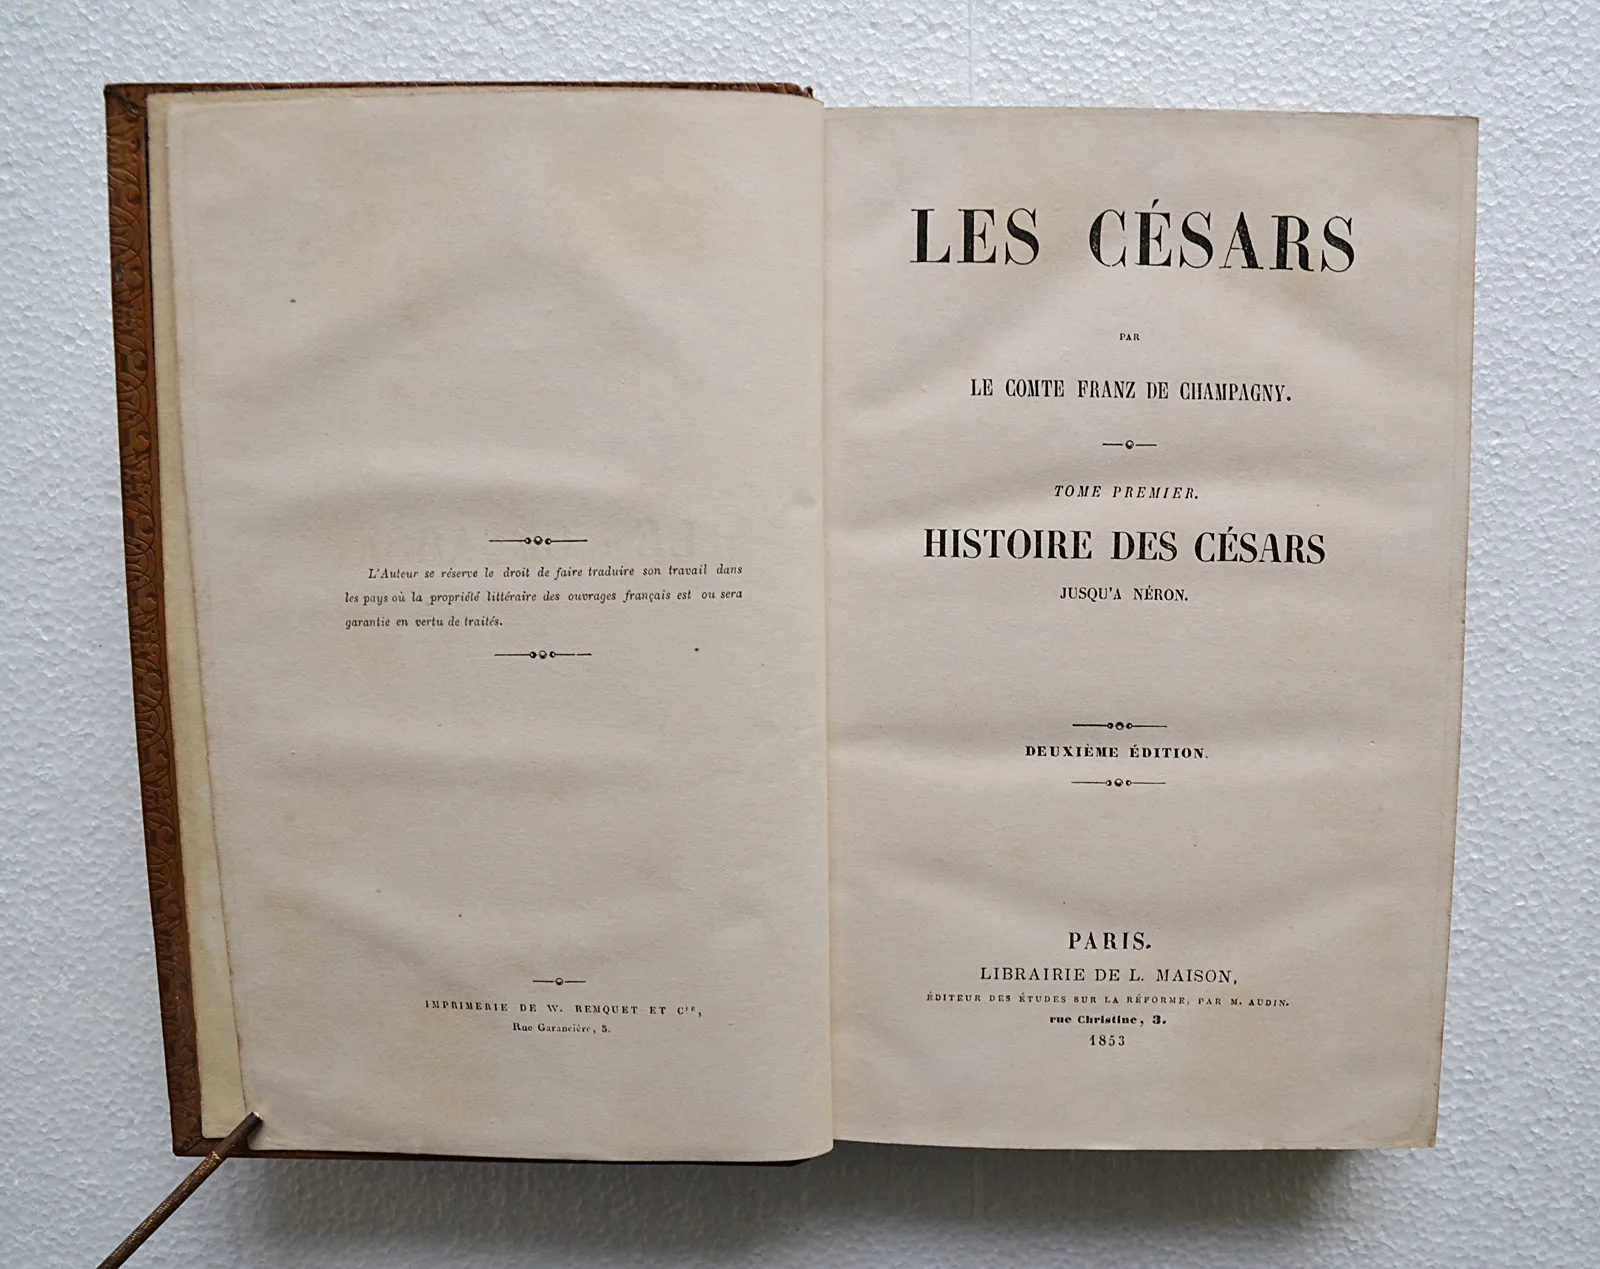 L'Auteur se réserve le droit de faire traduire son travail dans
les pays où la propriété littéraire des ouvrages français est ou sera
garantie en vertu de traités.
IMPRIMERIE DE W. REMQUET ET Cie,
Rue Garancière, 5.
LES CÉSARS
PAR
LE COMTE FRANZ DE CHAMPAGNY.
TOME PREMIER.
HISTOIRE DES CÉSARS
JUSQU'A NÉRON.
DEUXIÈME ÉDITION.
PARIS.
LIBRAIRIE DE L. MAISON,
ÉDITEUR DES ÉTUDES SUR LA RÉFORME, PAR M. AUDIN.
rue Christine, 3.
1853